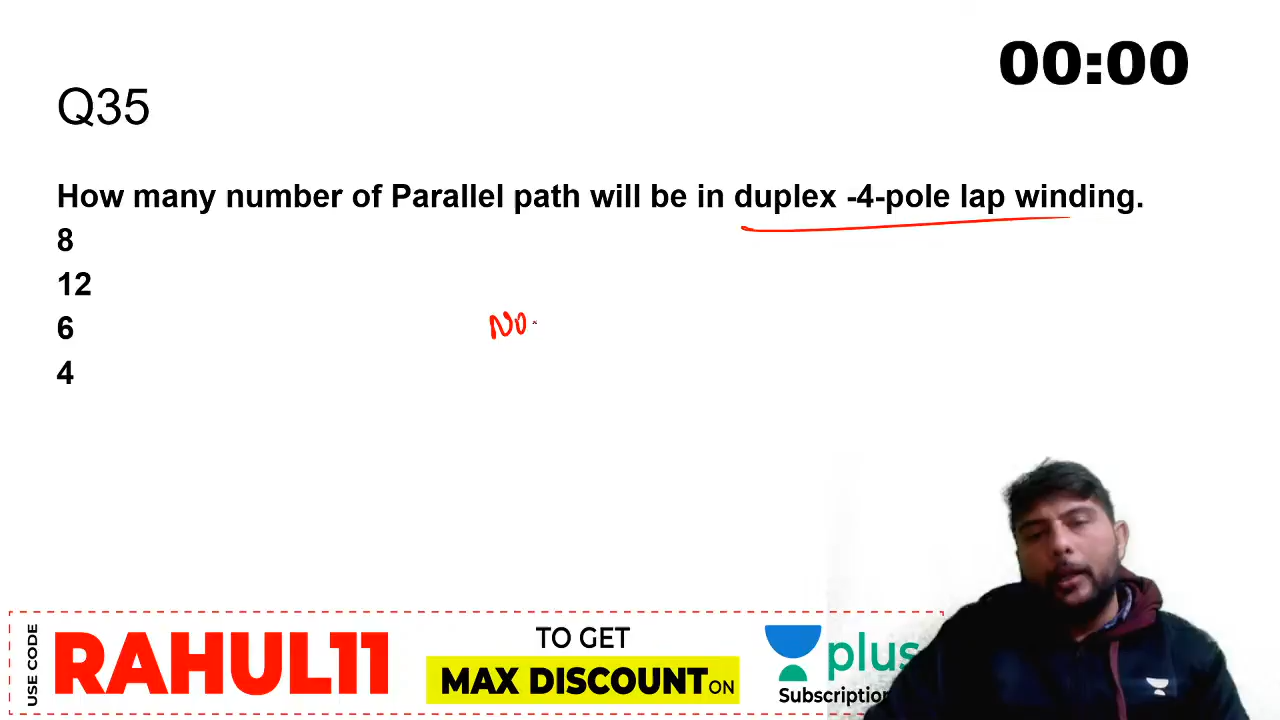 00:00
Q35
How many number of Parallel path will be in duplex -4-pole lap winding.
8
12
6
4
No.
USE CODE
RAHUL11
TO GET
MAX DISCOUNT ON
plus
Subscription